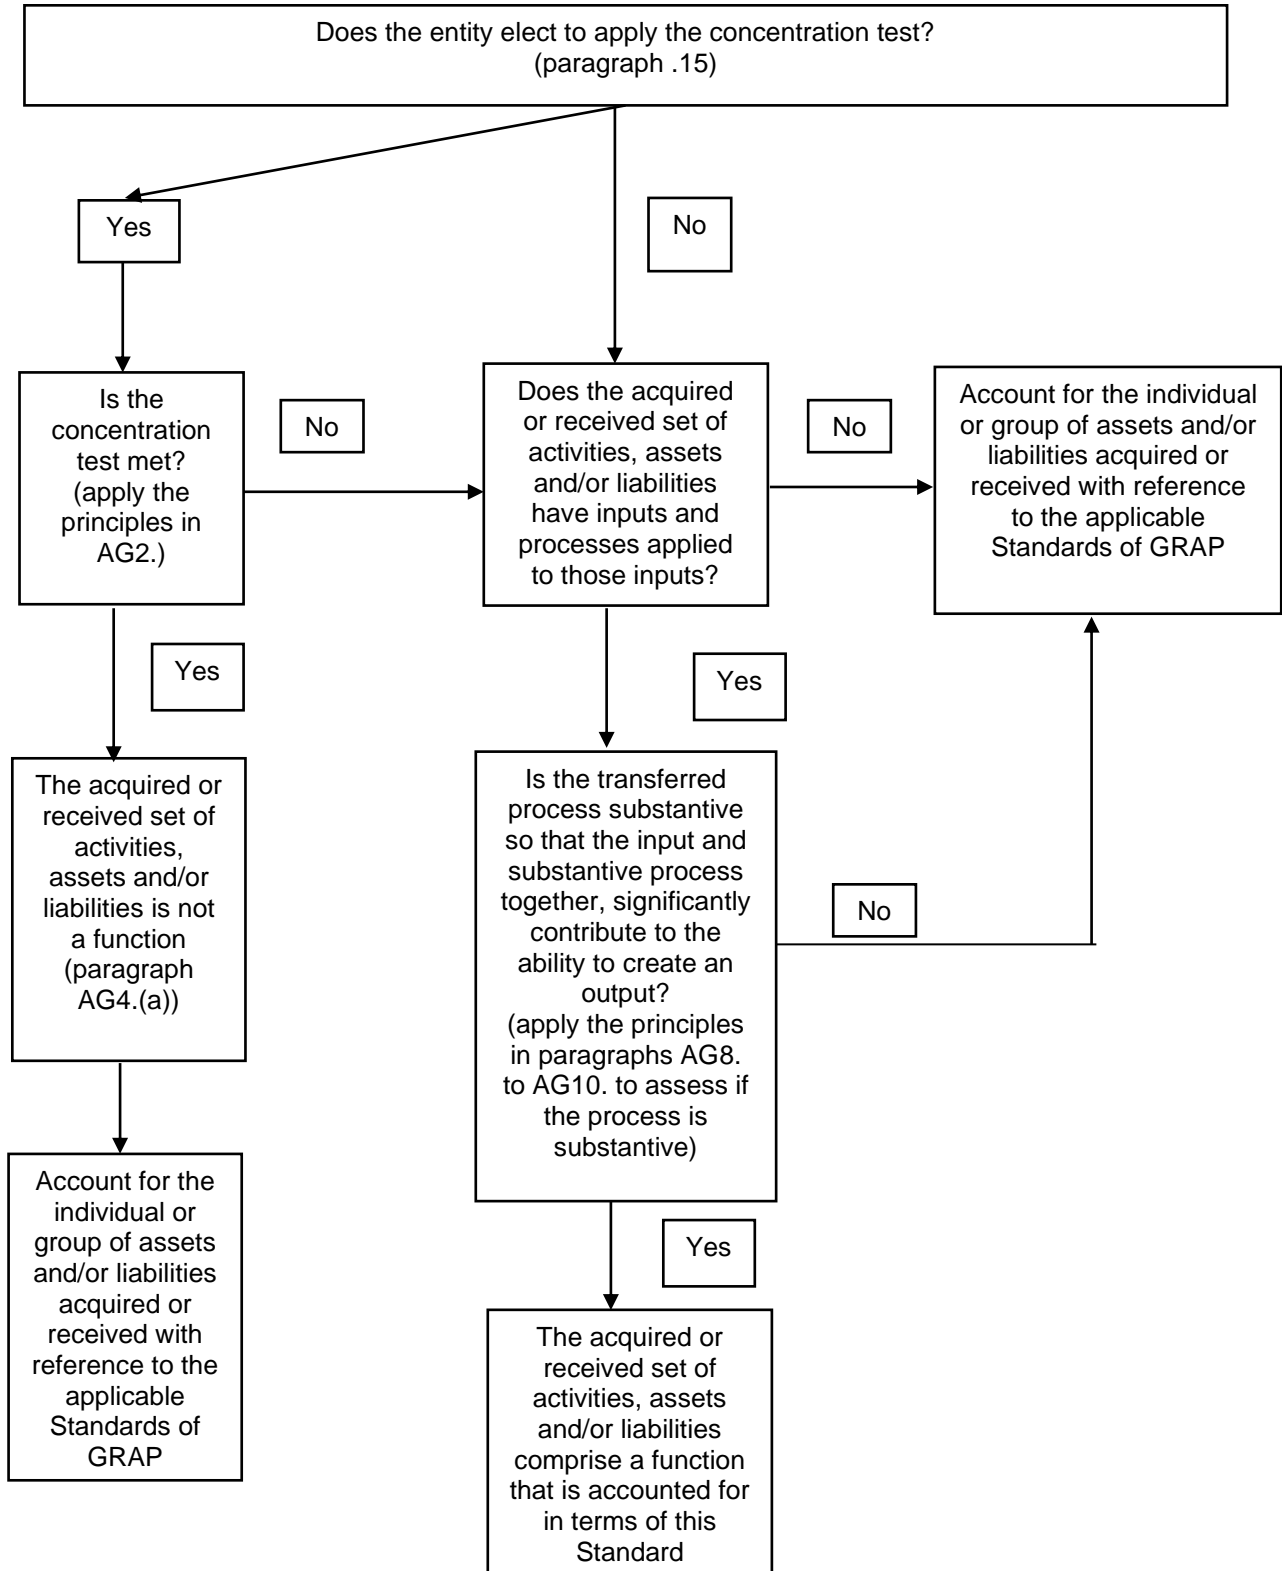 Does the entity elect to apply the concentration test?
(paragraph .15)
Yes
No
Is the
concentration
test met?
(apply the
principles in
AG2.)
No
Does the acquired
or received set of
activities, assets
and/or liabilities
have inputs and
processes applied
to those inputs?
No
Account for the individual
or group of assets and/or
liabilities acquired or
received with reference
to the applicable
Standards of GRAP
Yes
Yes
The acquired or
received set of
activities,
assets and/or
liabilities is not
a function
(paragraph
AG4.(a))
Is the transferred
process substantive
so that the input and
substantive process
together, significantly
contribute to the
ability to create an
output?
(apply the principles
in paragraphs AG8.
to AG10. to assess if
the process is
substantive)
No
Account for the
individual or
group of assets
and/or liabilities
acquired or
received with
reference to the
applicable
Standards of
GRAP
Yes
The acquired or
received set of
activities, assets
and/or liabilities
comprise a function
that is accounted for
in terms of this
Standard